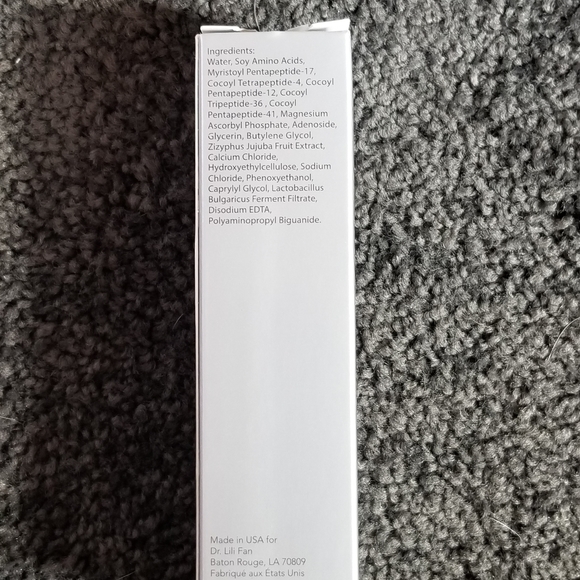 Ingredients:
Water, Soy Amino Acids,
Myristoyl Pentapeptide-17,
Cocoyl Tetrapeptide-4, Cocoyl
Pentapeptide-12, Cocoyl
Tripeptide-36 , Cocoyl
Pentapeptide-41, Magnesium
Ascorbyl Phosphate, Adenoside,
Glycerin, Butylene Glycol,
Zizyphus Jujuba Fruit Extract,
Calcium Chloride,
Hydroxyethylcellulose, Sodium
Chloride, Phenoxyethanol,
Caprylyl Glycol, Lactobacillus
Bulgaricus Ferment Filtrate,
Disodium EDTA,
Polyaminopropyl Biguanide.
Made in USA for
Dr. Lili Fan
Baton Rouge, LA 70809
Fabriqué aux États Unis